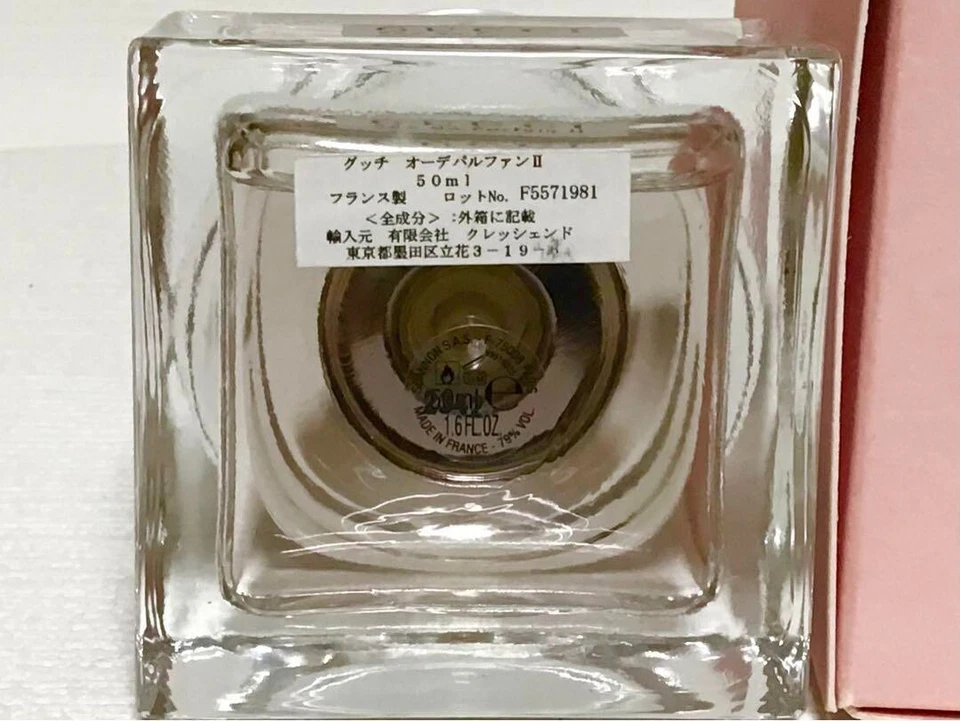 グッチ　オーデパルファンⅡ
５０ｍｌ
フランス製　　ロットNo. F5571981
＜全成分＞：外箱に記載
輸入元　有限会社　クレッシェンド
東京都墨田区立花３－１９－
S.A.S.
50ml e
1.6 FL.OZ.
MADE IN FRANCE - 79% VOL